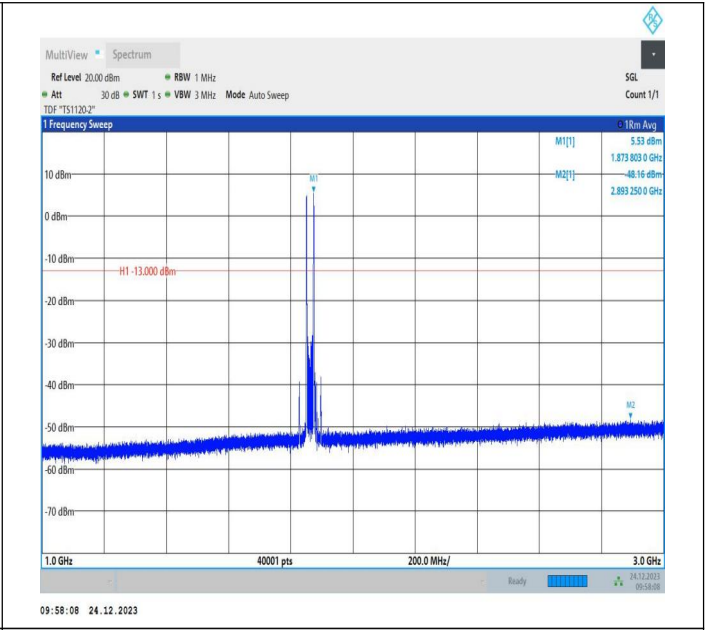 R&S
MultiView Spectrum
Ref Level 20.00 dBm RBW 1 MHz SGL
Att 30 dB SWT 1 s VBW 3 MHz Mode Auto Sweep Count 1/1
TDF "TS1120-2"
1 Frequency Sweep 1Rm Avg
M1[1] 5.53 dBm
1.873 803 0 GHz
10 dBm M1 M2[1] -48.16 dBm
2.893 250 0 GHz
0 dBm
-10 dBm
H1 -13.000 dBm
-20 dBm
-30 dBm
-40 dBm
M2
-50 dBm
-60 dBm
-70 dBm
1.0 GHz 40001 pts 200.0 MHz/ 3.0 GHz
Ready 24.12.2023
09:58:08
09:58:08 24.12.2023